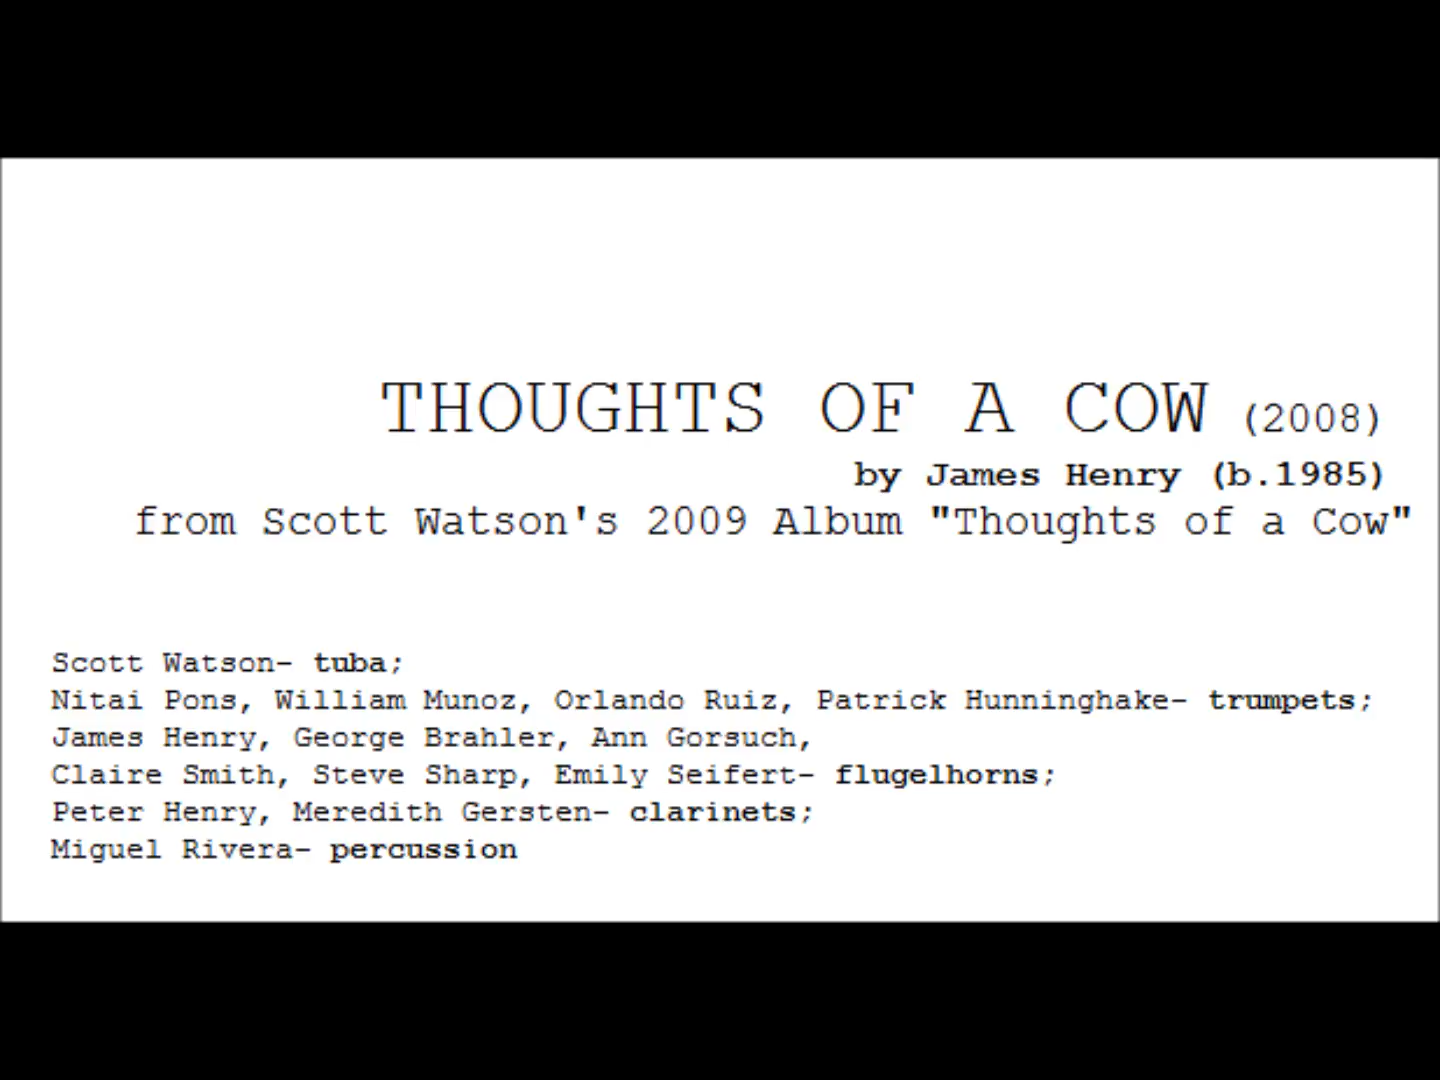 THOUGHTS OF A COW (2008)
by James Henry (b.1985)
from Scott Watson's 2009 Album "Thoughts of a Cow"
Scott Watson- tuba;
Nitai Pons, William Munoz, Orlando Ruiz, Patrick Hunninghake- trumpets;
James Henry, George Brahler, Ann Gorsuch,
Claire Smith, Steve Sharp, Emily Seifert- flugelhorns;
Peter Henry, Meredith Gersten- clarinets;
Miguel Rivera- percussion